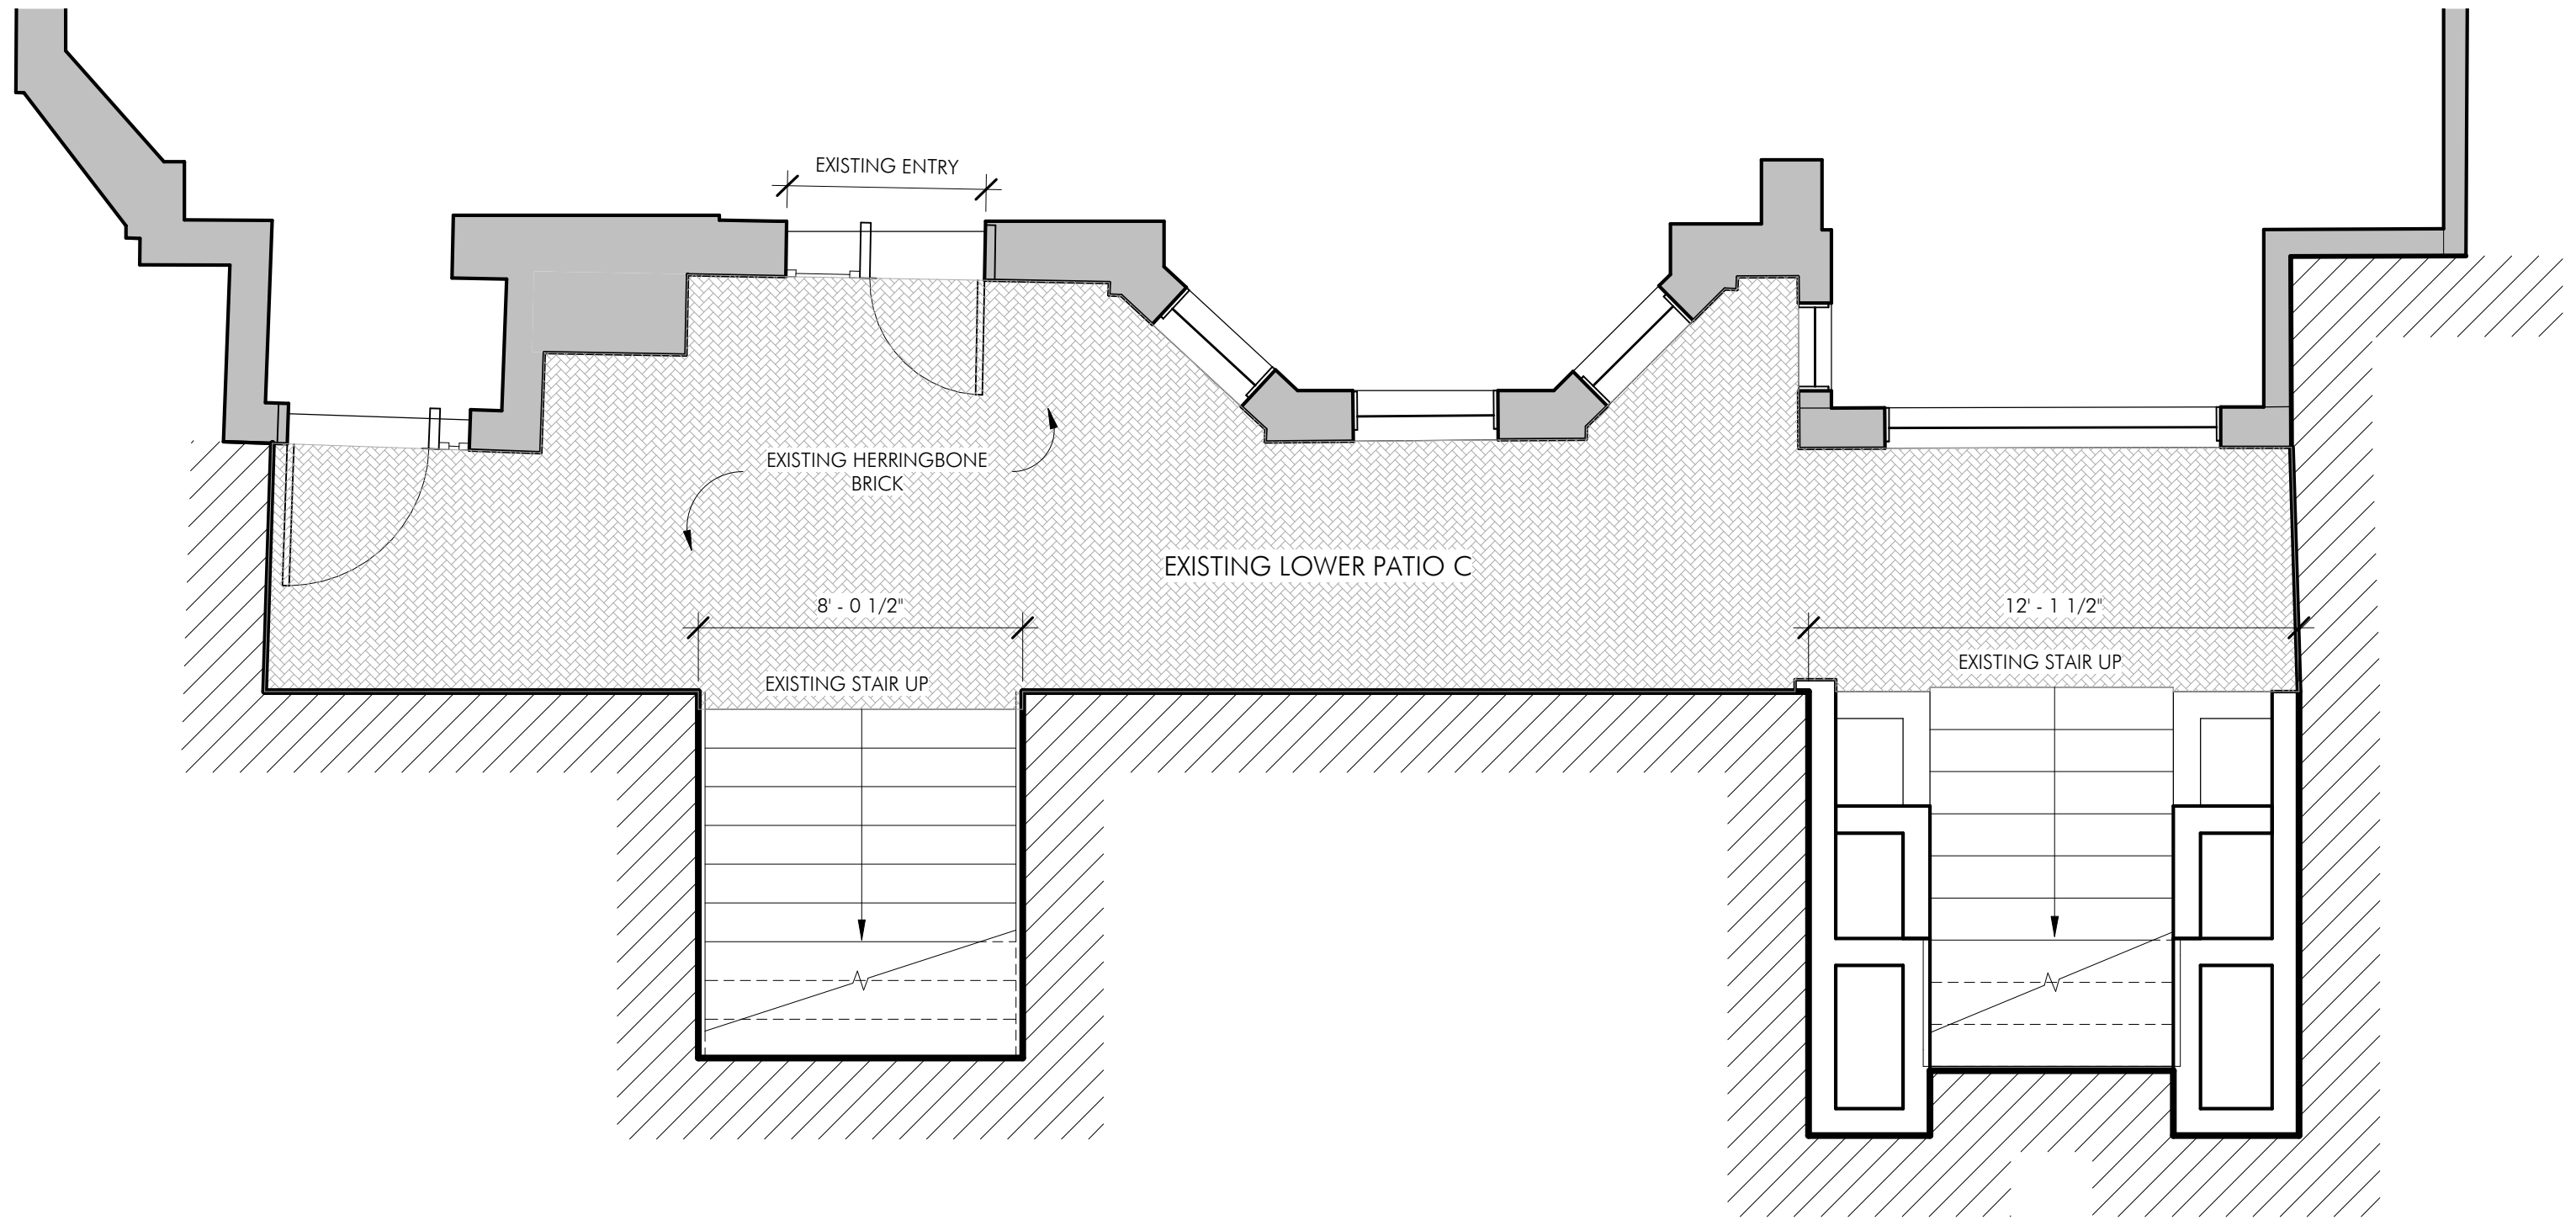 EXISTING ENTRY
EXISTING HERRINGBONE
BRICK
EXISTING LOWER PATIO C
8' - 0 1/2"
12' - 1 1/2"
EXISTING STAIR UP
EXISTING STAIR UP